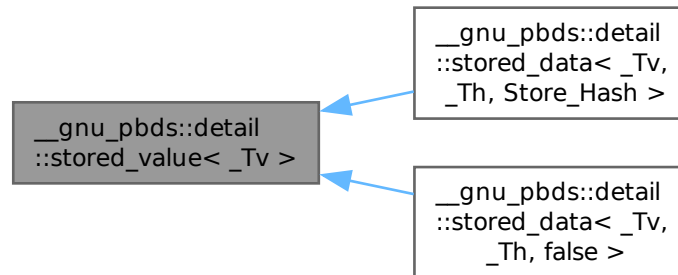 __gnu_pbds::detail
::stored_value< _Tv >
__gnu_pbds::detail
::stored_data< _Tv,
_Th, Store_Hash >
__gnu_pbds::detail
::stored_data< _Tv,
_Th, false >